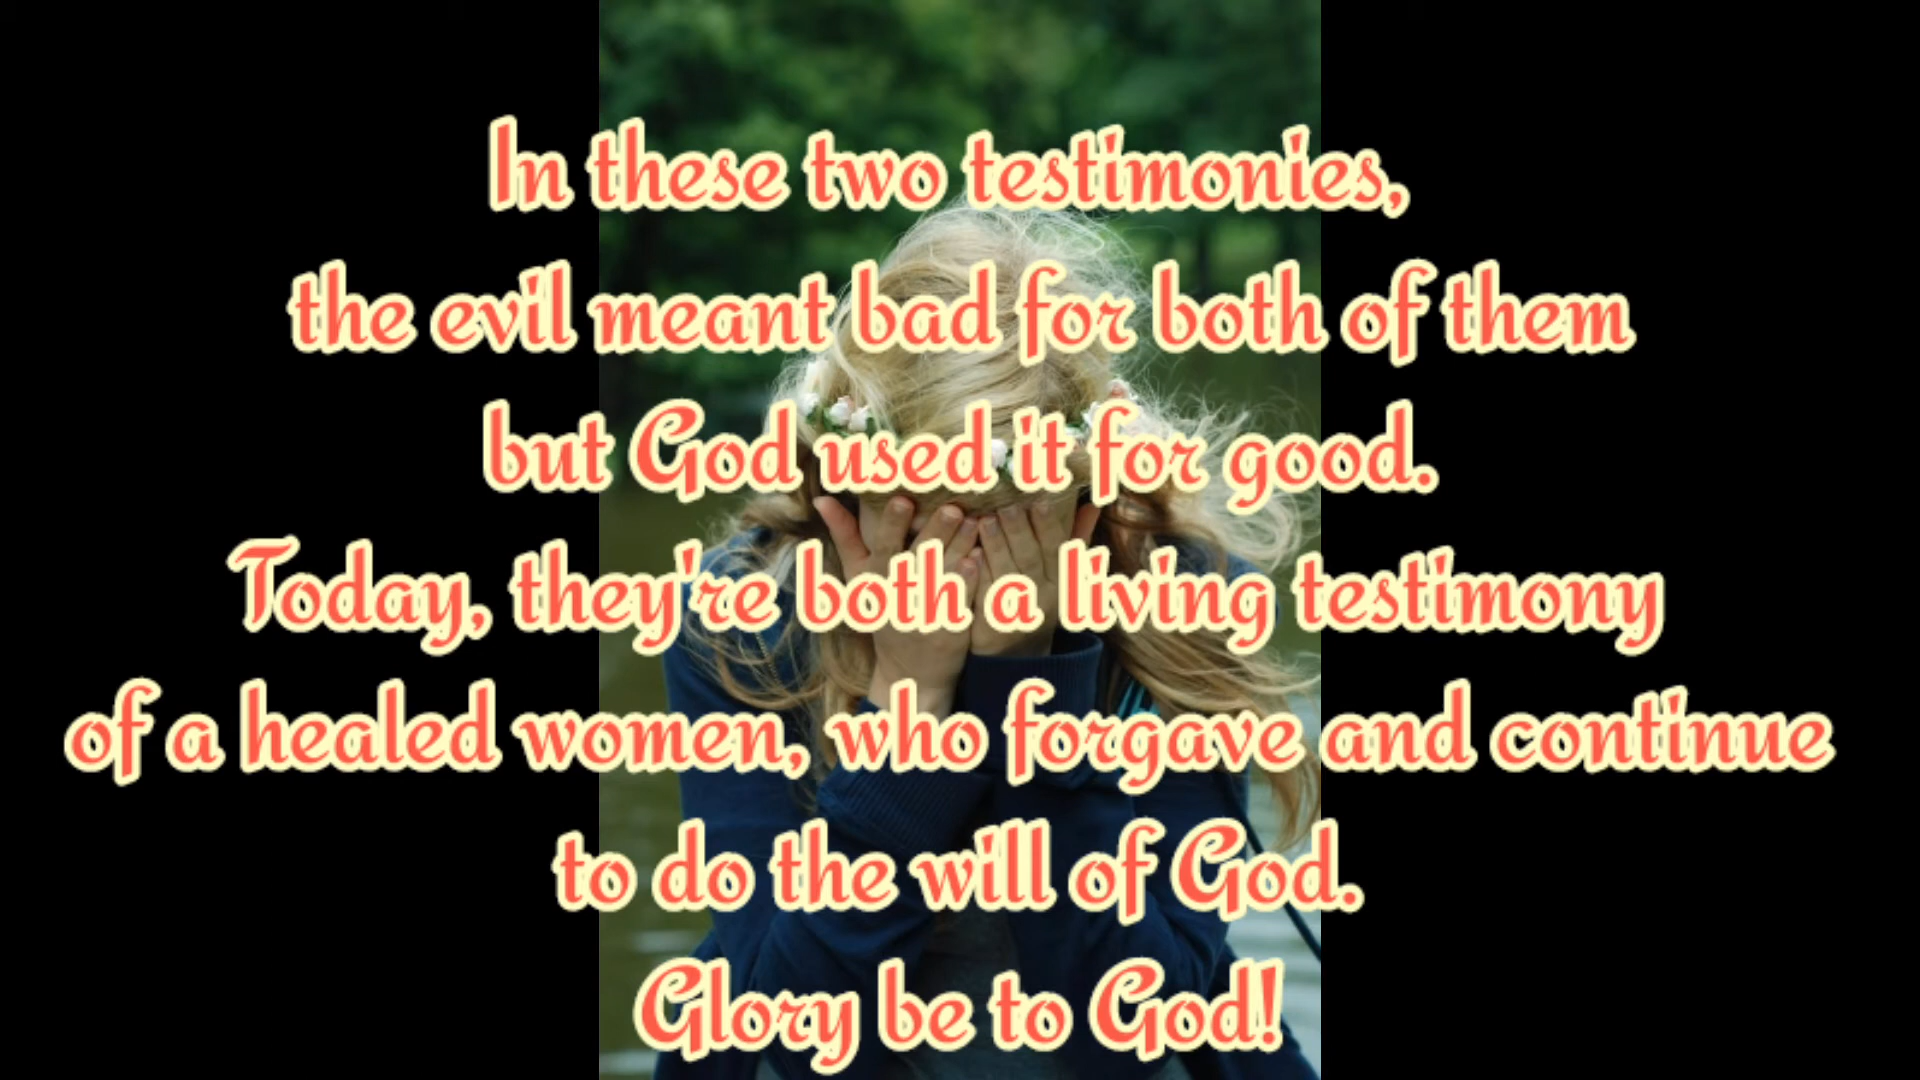 In these two testimonies,
the evil meant bad for both of them
but God used it for good.
Today, they're both a living testimony
of a healed women, who forgave and continue
to do the will of God.
Glory be to God!